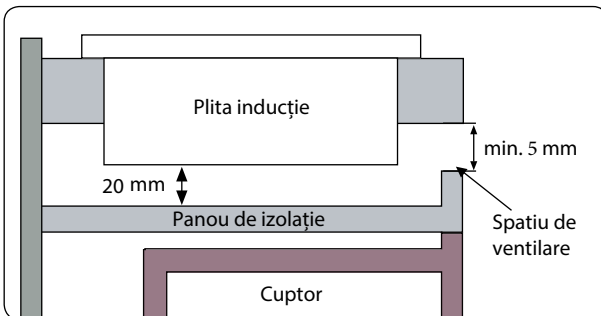 Plita inducție
min. 5 mm
20 mm
Panou de izolație
Spatiu de
ventilare
Cuptor